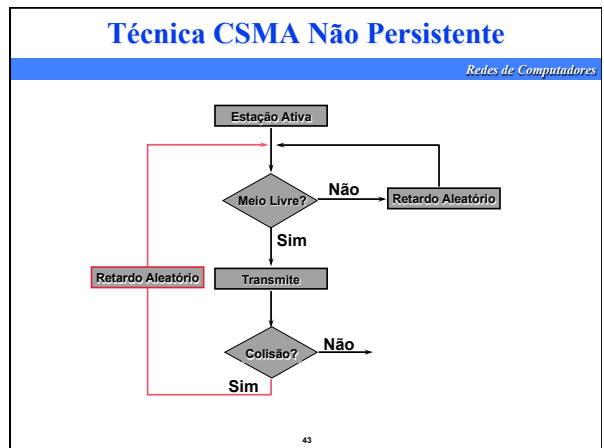 Técnica CSMA Não Persistente
Redes de Computadores
Estação Ativa
Meio Livre?
Não
Retardo Aleatório
Sim
Retardo Aleatório
Transmite
Colisão?
Não
Sim
43